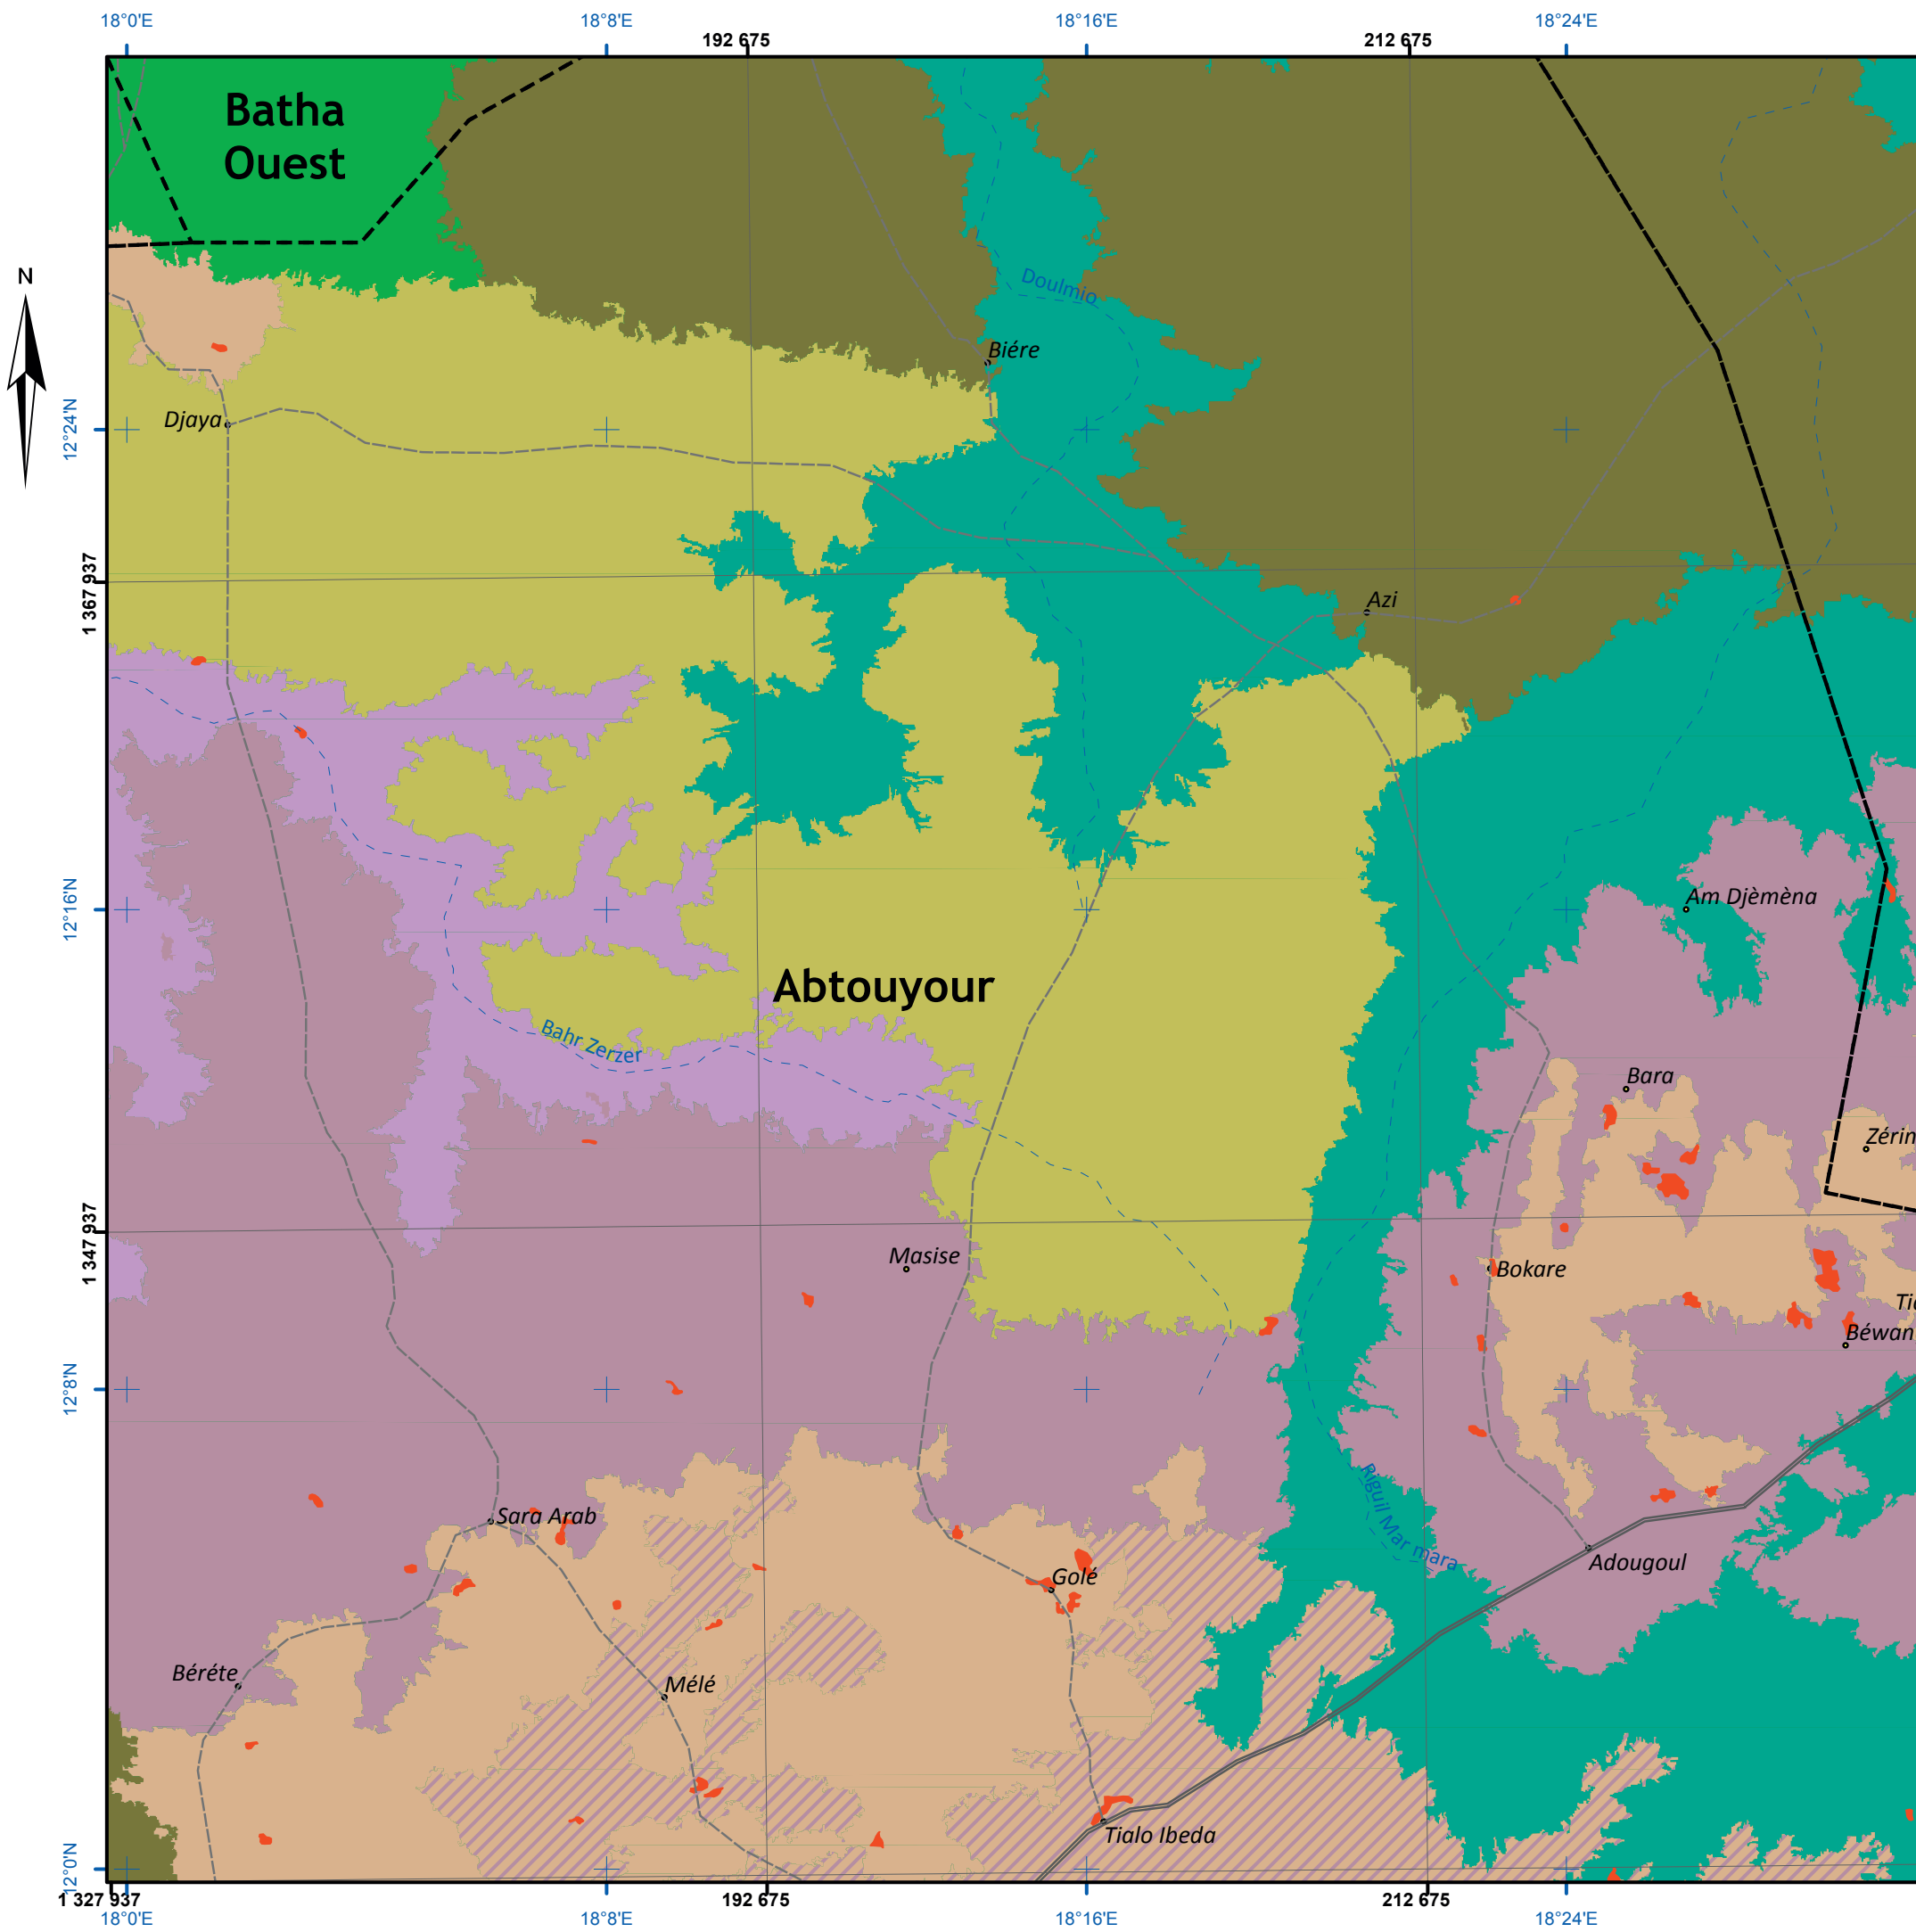 18°0'E 18°8'E 18°16'E 18°24'E
192 675 212 675
Batha
Ouest
N
Doulmio
Biére
Djaya
12°24'N
1 367 937
Azi
12°16'N
Am Djèmèna
Abtouyour
Bahr Zerzer
Bara
Zérin
1 347 937
Masise
Bokare
Tic
Béwan
12°8'N
Riguil Mar mara
Sara Arab
Adougoul
Golé
Béréte
Mélé
Tialo Ibeda
12°0'N
1 327 937 192 675 212 675
18°0'E 18°8'E 18°16'E 18°24'E